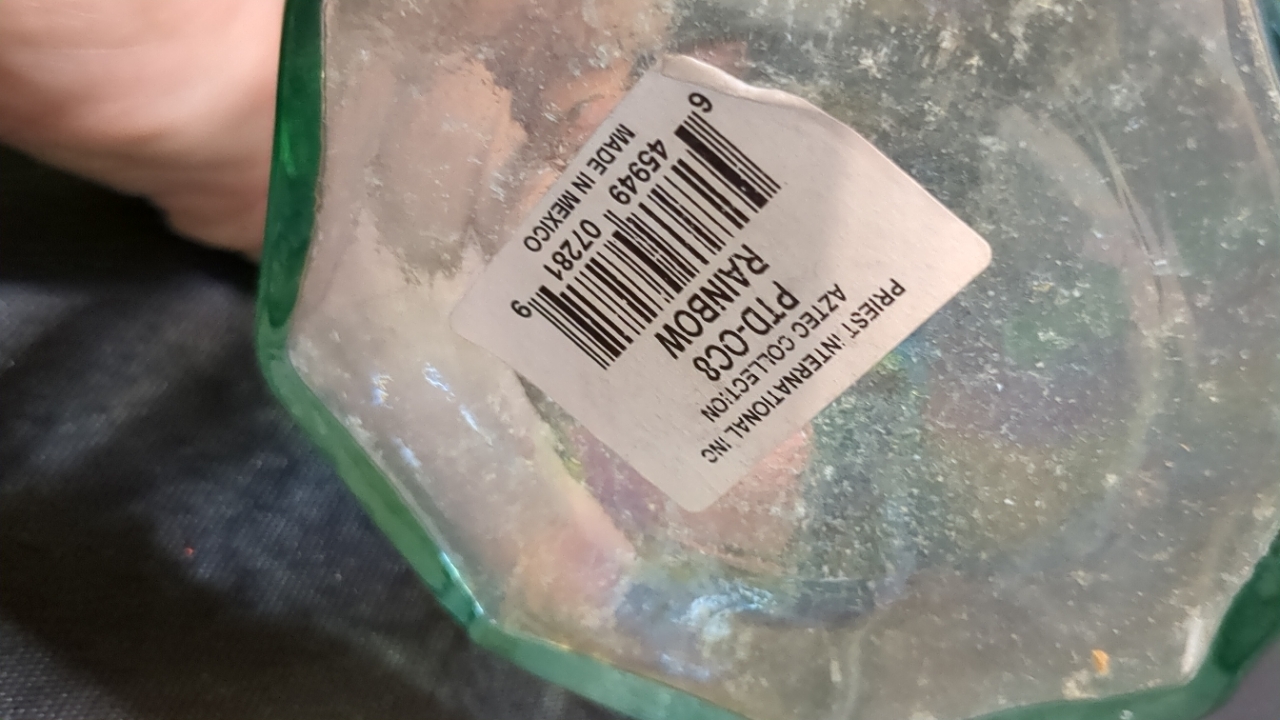 PRIEST INTERNATIONAL INC
AZTEC COLLECTION
PTD-CC8
RAINBOW
6 45949 07281 9
MADE IN MEXICO